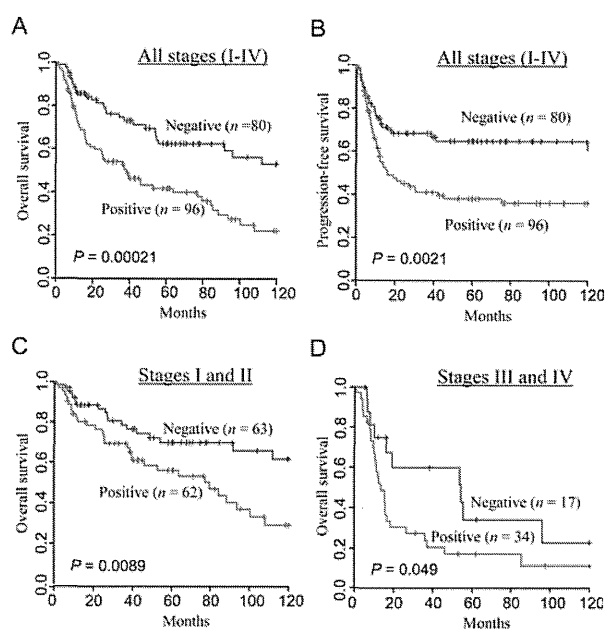 A
All stages (I-IV)
Overall survival
1.0
0.8
0.6
0.4
0.2
0.0
Negative (n =80)
Positive (n = 96)
P = 0.00021
0 20 40 60 80 100 120
Months
B
All stages (I-IV)
Progression-free survival
1.0
0.8
0.6
0.4
0.2
0.0
Negative (n = 80)
Positive (n = 96)
P = 0.0021
0 20 40 60 80 100 120
Months
C
Stages I and II
Overall survival
1.0
0.8
0.6
0.4
0.2
0.0
Negative (n = 63)
Positive (n = 62)
P = 0.0089
0 20 40 60 80 100 120
Months
D
Stages III and IV
Overall survival
1.0
0.8
0.6
0.4
0.2
0.0
Negative (n = 17)
Positive (n = 34)
P = 0.049
0 20 40 60 80 100 120
Months